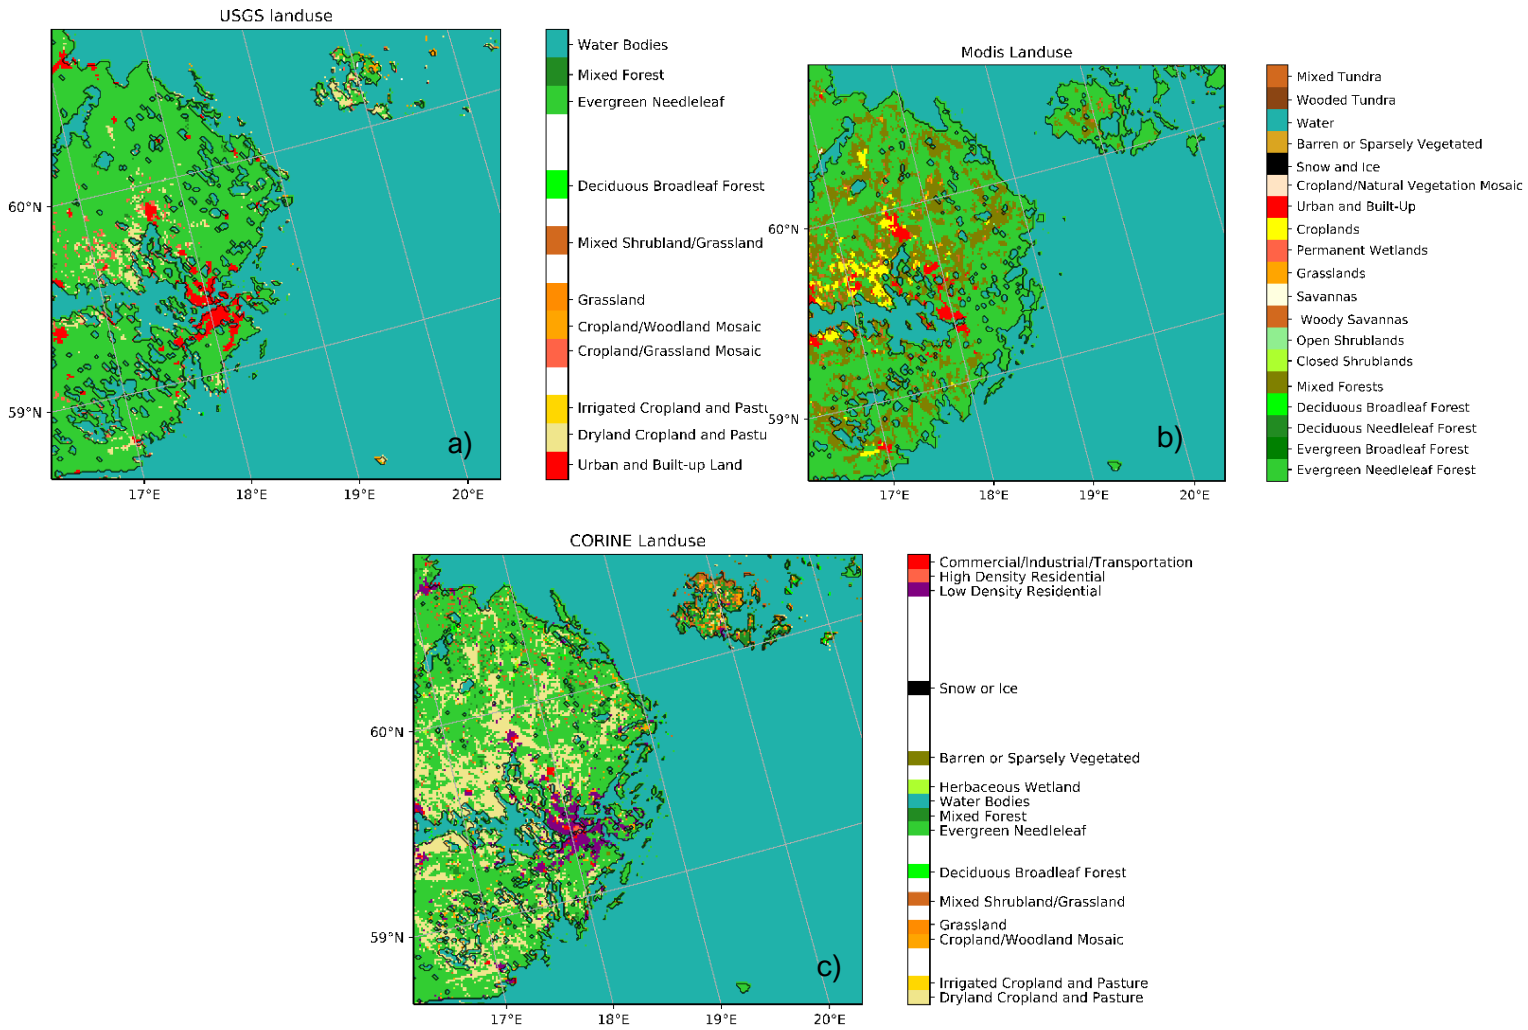 USGS landuse
Water Bodies
Mixed Forest
Evergreen Needleleaf
Deciduous Broadleaf Forest
Mixed Shrubland/Grassland
Grassland
Cropland/Woodland Mosaic
Cropland/Grassland Mosaic
Irrigated Cropland and Pastu
Dryland Cropland and Pastu
Urban and Built-up Land
60°N
59°N
a)
17°E 18°E 19°E 20°E
Modis Landuse
Mixed Tundra
Wooded Tundra
Water
Barren or Sparsely Vegetated
Snow and Ice
Cropland/Natural Vegetation Mosaic
Urban and Built-Up
Croplands
Permanent Wetlands
Grasslands
Savannas
Woody Savannas
Open Shrublands
Closed Shrublands
Mixed Forests
Deciduous Broadleaf Forest
Deciduous Needleleaf Forest
Evergreen Broadleaf Forest
Evergreen Needleleaf Forest
60°N
59°N
b)
17°E 18°E 19°E 20°E
CORINE Landuse
Commercial/Industrial/Transportation
High Density Residential
Low Density Residential
Snow or Ice
Barren or Sparsely Vegetated
Herbaceous Wetland
Water Bodies
Mixed Forest
Evergreen Needleleaf
Deciduous Broadleaf Forest
Mixed Shrubland/Grassland
Grassland
Cropland/Woodland Mosaic
Irrigated Cropland and Pasture
Dryland Cropland and Pasture
60°N
59°N
c)
17°E 18°E 19°E 20°E